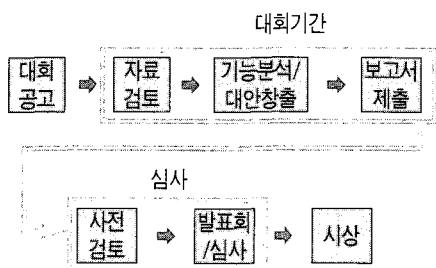 대회기간
대회
공고
자료
검토
기능분석/
대안창출
보고서
제출
심사
사전
검토
발표회
/심사
시상